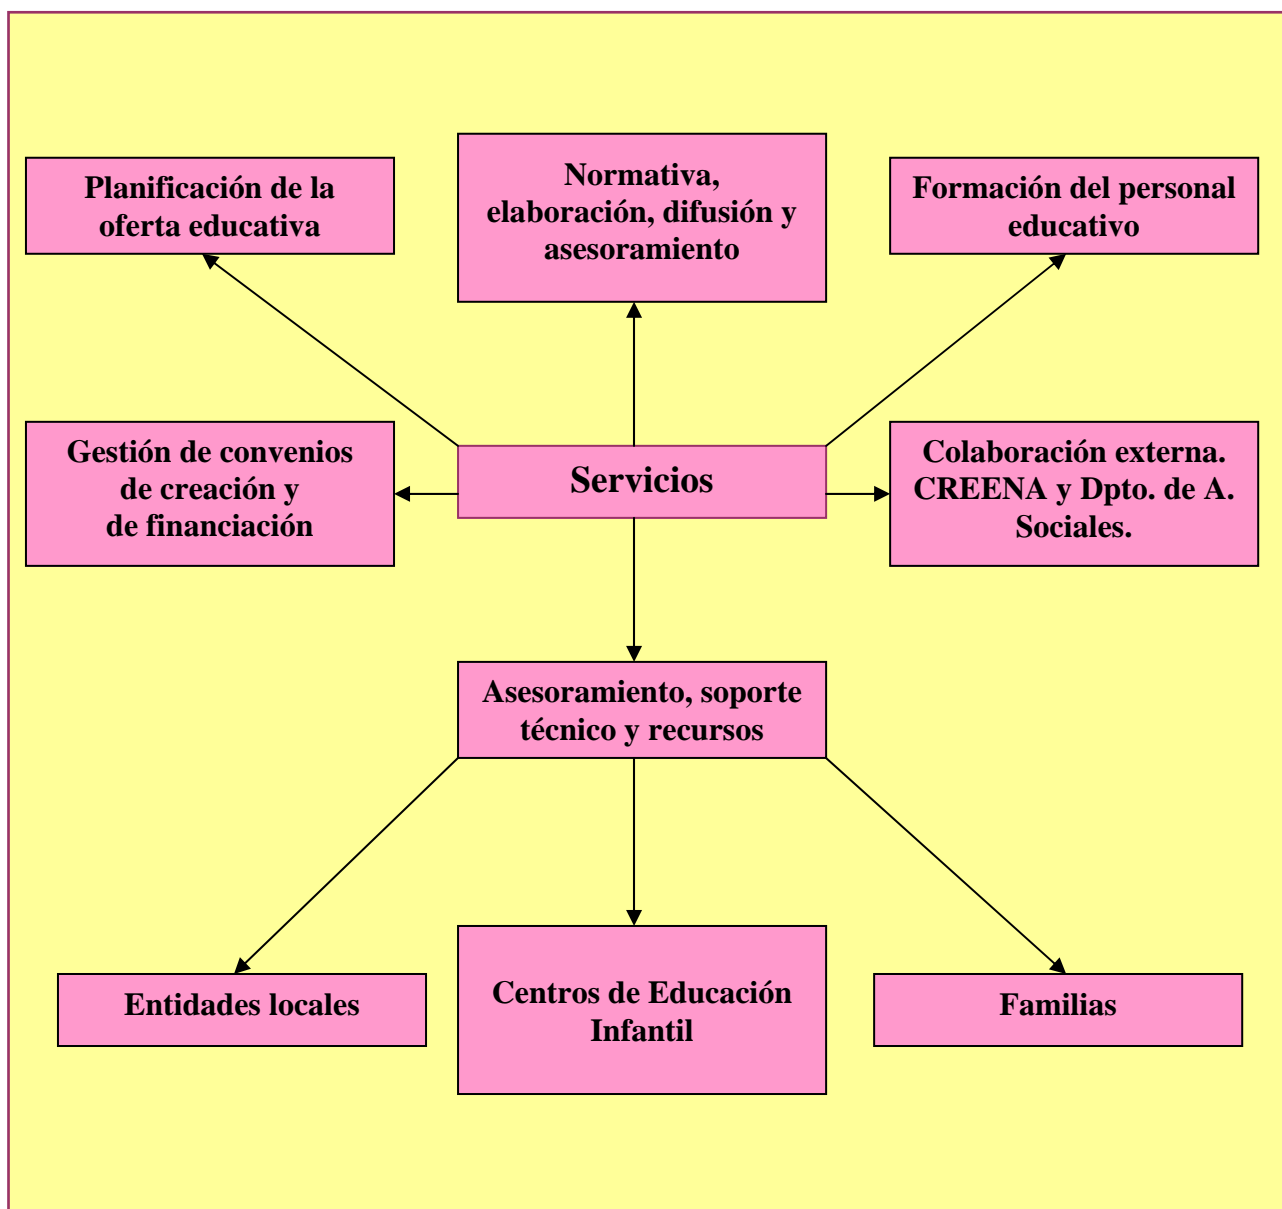 Planificación de la
oferta educativa
Normativa,
elaboración, difusión y
asesoramiento
Formación del personal
educativo
Gestión de convenios
de creación y
de financiación
Servicios
Colaboración externa.
CREENA y Dpto. de A.
Sociales.
Asesoramiento, soporte
técnico y recursos
Entidades locales
Centros de Educación
Infantil
Familias